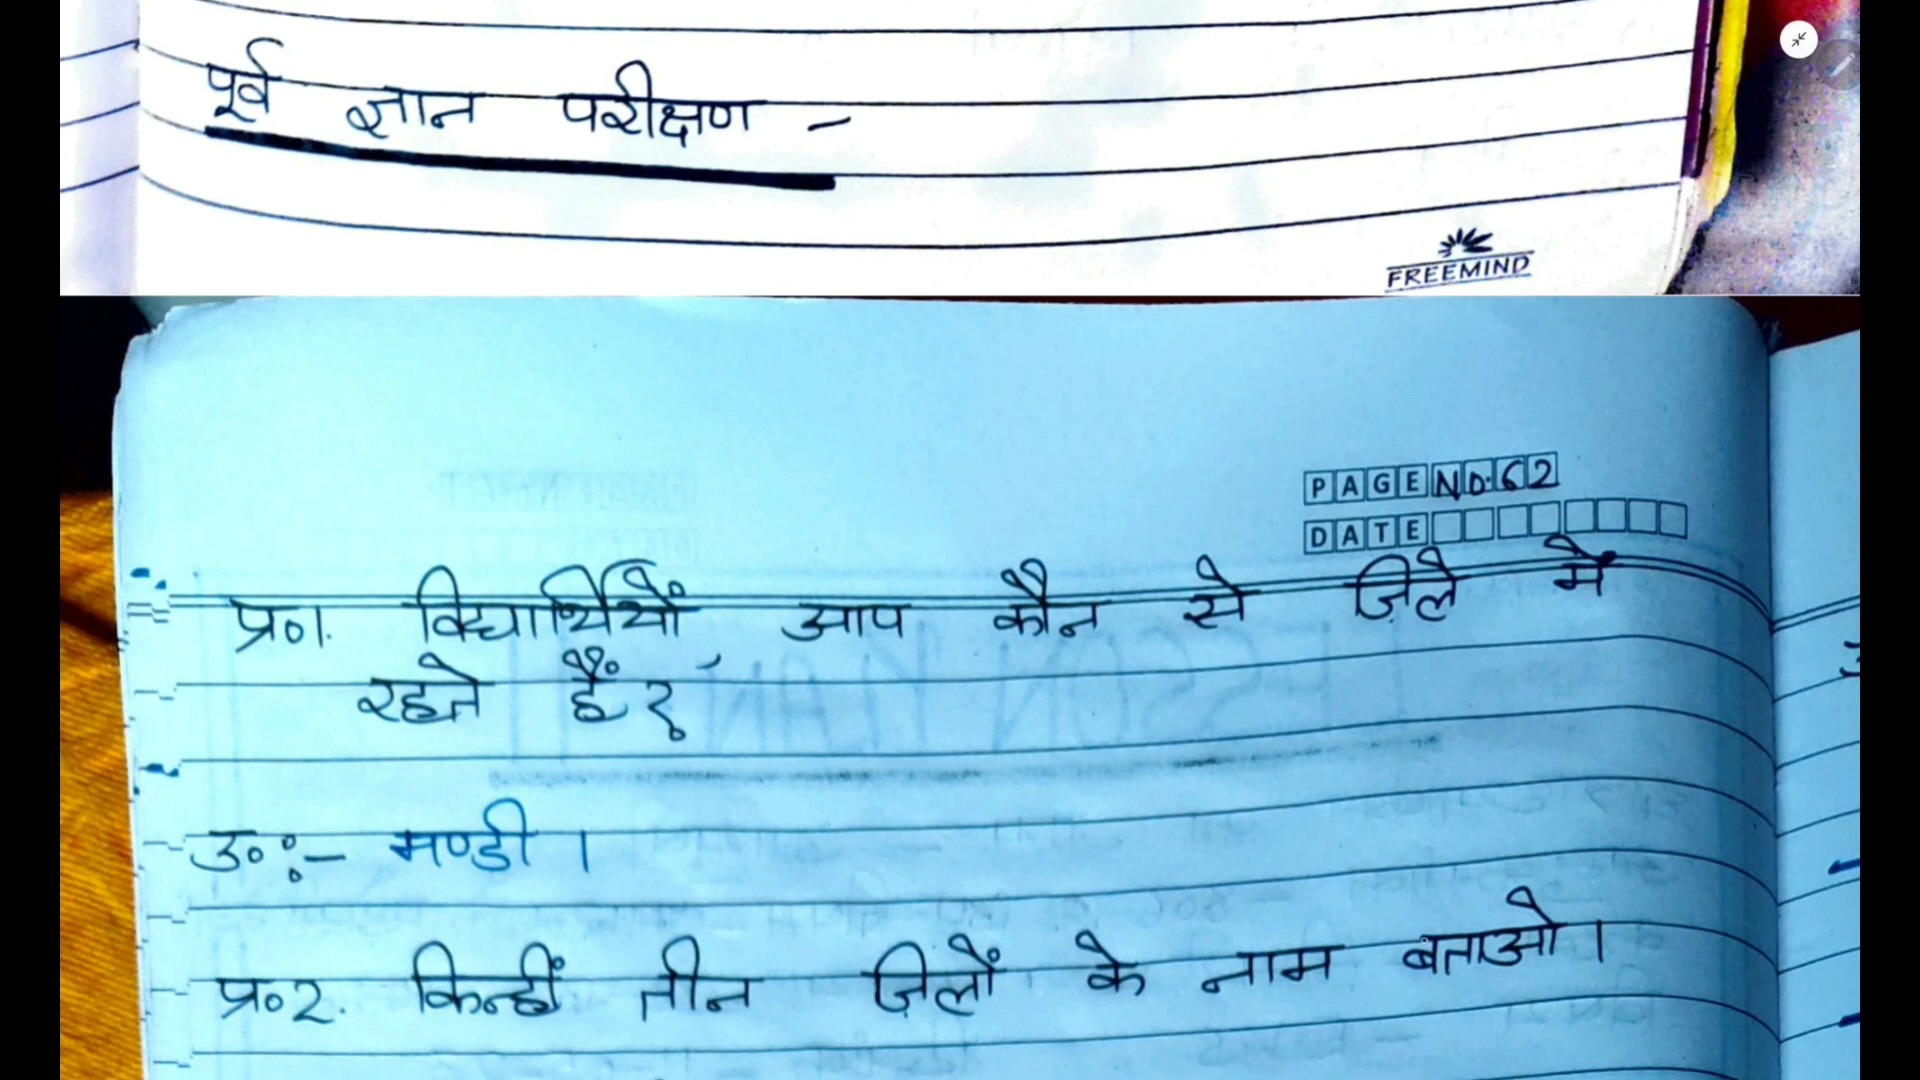 पूर्व ज्ञान परीक्षण -
FREEMIND
PAGE NO. 62
DATE
प्र०1. विद्यार्थियों आप कौन से ज़िले में
रहते हैं?
उ०:- मण्डी।
प्र०2. किन्हीं तीन ज़िलों के नाम बताओ।